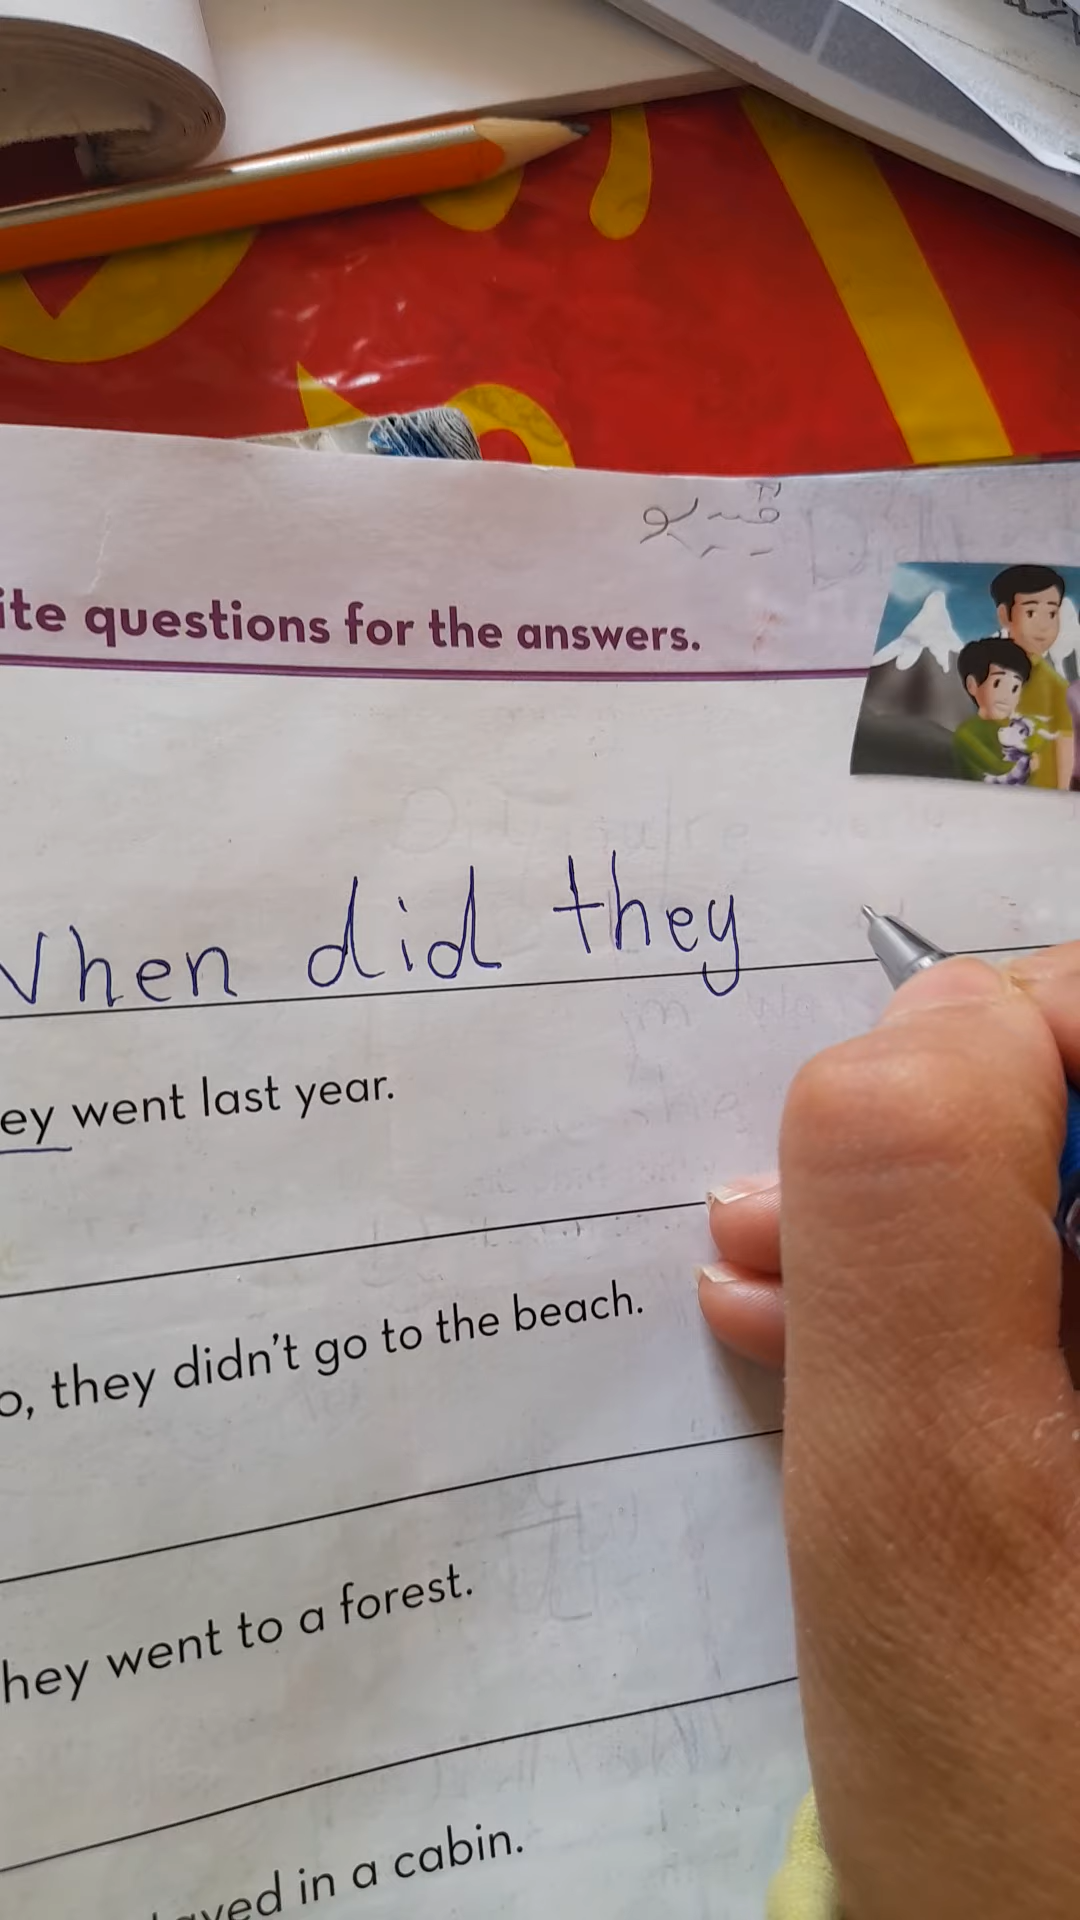 ite questions for the answers.
When did they
ey went last year.
o, they didn't go to the beach.
hey went to a forest.
ayed in a cabin.